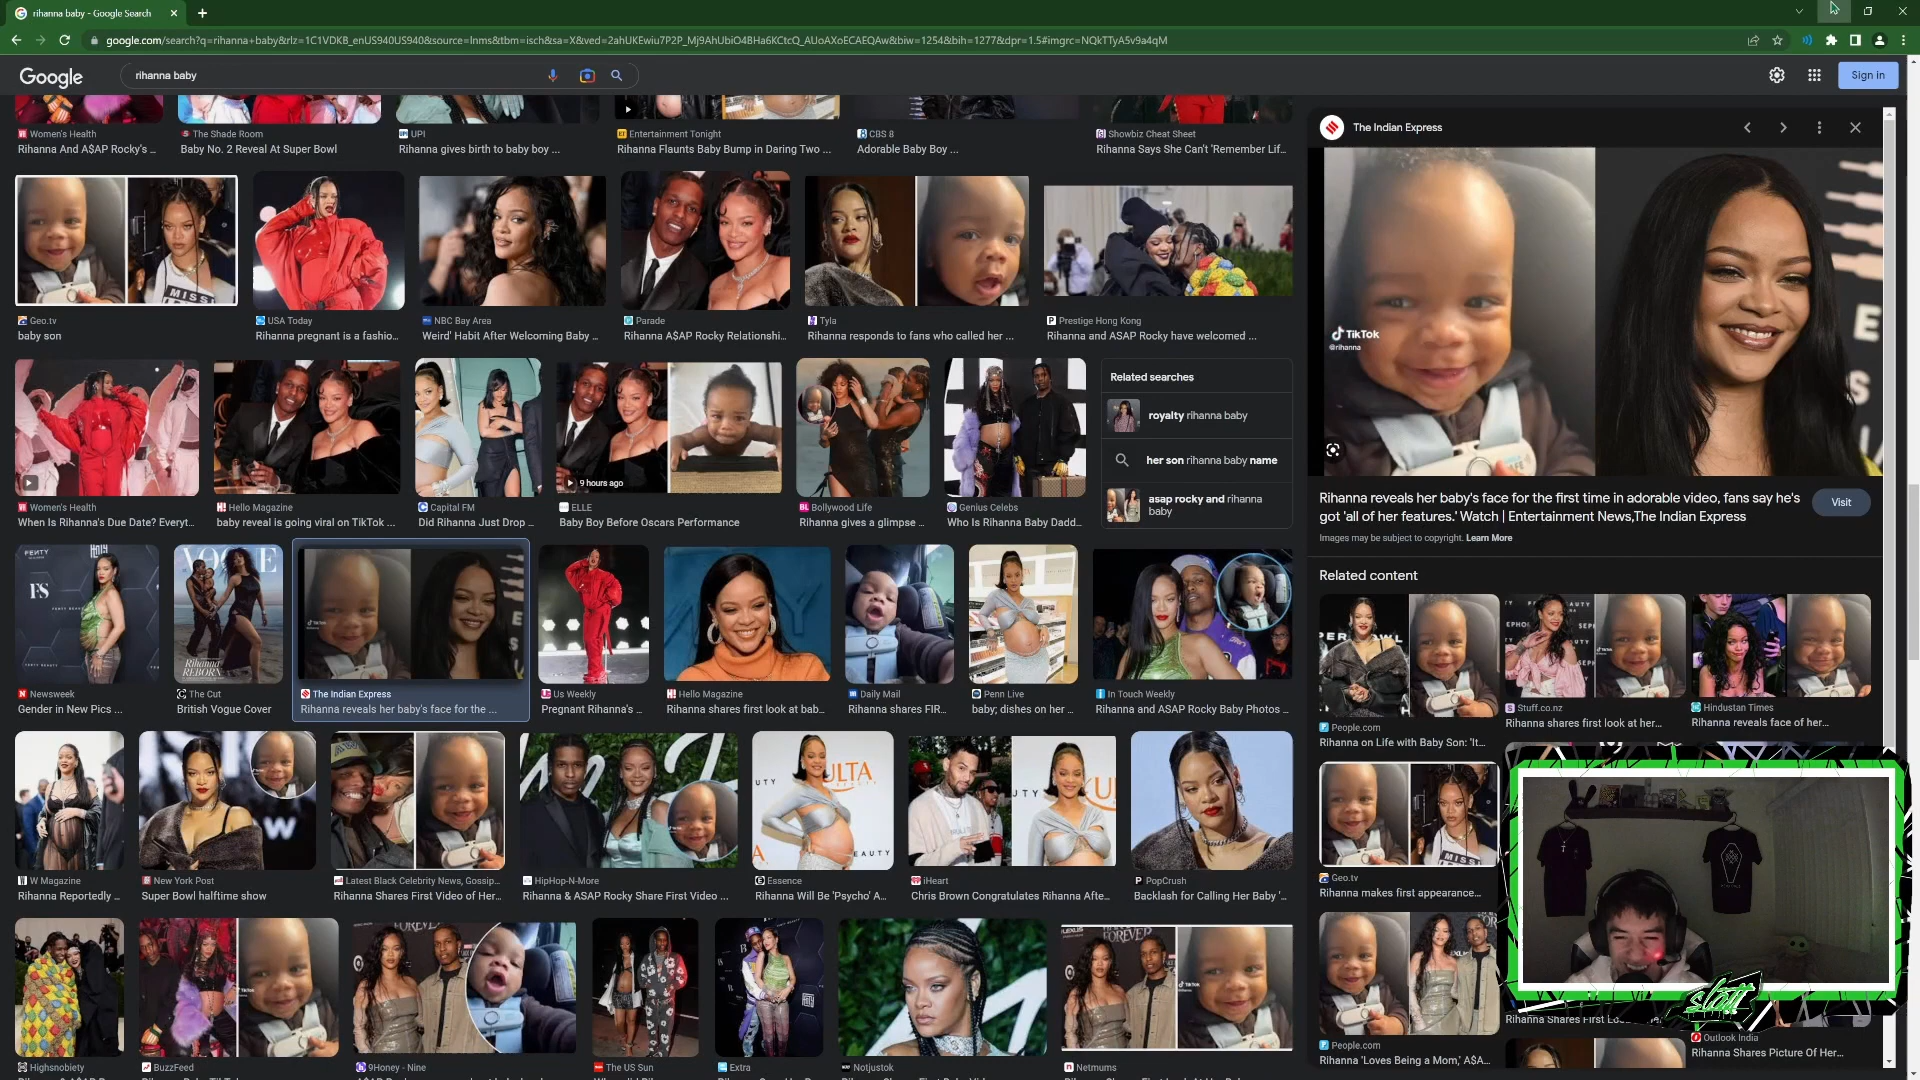 rihanna baby - Google Search
google.com/search?q=rihanna+baby&rlz=1C1VDKB_enUS940US940&source=lnms&tbm=isch&sa=X&ved=2ahUKEwiu7P2P_Mj9AhUbiO4BHa6KCtcQ_AUoAXoECAEQAw&biw=1254&bih=1277&dpr=1.5#imgrc=NQkTTyA5v9a4qM
Google
rihanna baby
Sign in
Women's Health
Rihanna And A$AP Rocky's ...
The Shade Room
Baby No. 2 Reveal At Super Bowl
UPI
Rihanna gives birth to baby boy ...
Entertainment Tonight
Rihanna Flaunts Baby Bump in Daring Two ...
CBS 8
Adorable Baby Boy ...
Showbiz Cheat Sheet
Rihanna Says She Can't 'Remember Lif...
MISSI
Geo.tv
baby son
USA Today
Rihanna pregnant is a fashio...
NBC Bay Area
Weird' Habit After Welcoming Baby ...
Parade
Rihanna A$AP Rocky Relationshi...
Tyla
Rihanna responds to fans who called her ...
Prestige Hong Kong
Rihanna and A$AP Rocky have welcomed ...
9 hours ago
Women's Health
When Is Rihanna's Due Date? Everyt...
Hello Magazine
baby reveal is going viral on TikTok ...
Capital FM
Did Rihanna Just Drop ...
ELLE
Baby Boy Before Oscars Performance
Bollywood Life
Rihanna gives a glimpse ...
Genius Celebs
Who Is Rihanna Baby Dadd...
Related searches
royalty rihanna baby
her son rihanna baby name
asap rocky and rihanna
baby
FENTY
FS
VOGUE
Rihanna
REBORN
Newsweek
Gender in New Pics ...
The Cut
British Vogue Cover
The Indian Express
Rihanna reveals her baby's face for the ...
Us Weekly
Pregnant Rihanna's ...
Hello Magazine
Rihanna shares first look at bab...
Daily Mail
Rihanna shares FIR...
Penn Live
baby; dishes on her ...
In Touch Weekly
Rihanna and ASAP Rocky Baby Photos ...
ULTA
BEAUTY
W Magazine
Rihanna Reportedly ...
New York Post
Super Bowl halftime show
Latest Black Celebrity News, Gossip...
Rihanna Shares First Video of Her...
HipHop-N-More
Rihanna & ASAP Rocky Share First Video ...
Essence
Rihanna Will Be 'Psycho' A...
iHeart
Chris Brown Congratulates Rihanna Afte...
PopCrush
Backlash for Calling Her Baby '...
LEXUS
FOREVER
FOREVER
Highsnobiety
BuzzFeed
9Honey - Nine
The US Sun
Extra
Notjustok
Netmums
The Indian Express
TikTok
@rihanna
E
Rihanna reveals her baby's face for the first time in adorable video, fans say he's
got 'all of her features.' Watch | Entertainment News,The Indian Express
Visit
Images may be subject to copyright. Learn More
Related content
People.com
Rihanna on Life with Baby Son: 'It...
Stuff.co.nz
Rihanna shares first look at her...
Hindustan Times
Rihanna reveals face of her...
MISSI
Geo.tv
Rihanna makes first appearance...
slatt
People.com
Rihanna 'Loves Being a Mom,' A$A...
Outlook India
Rihanna Shares Picture Of Her...